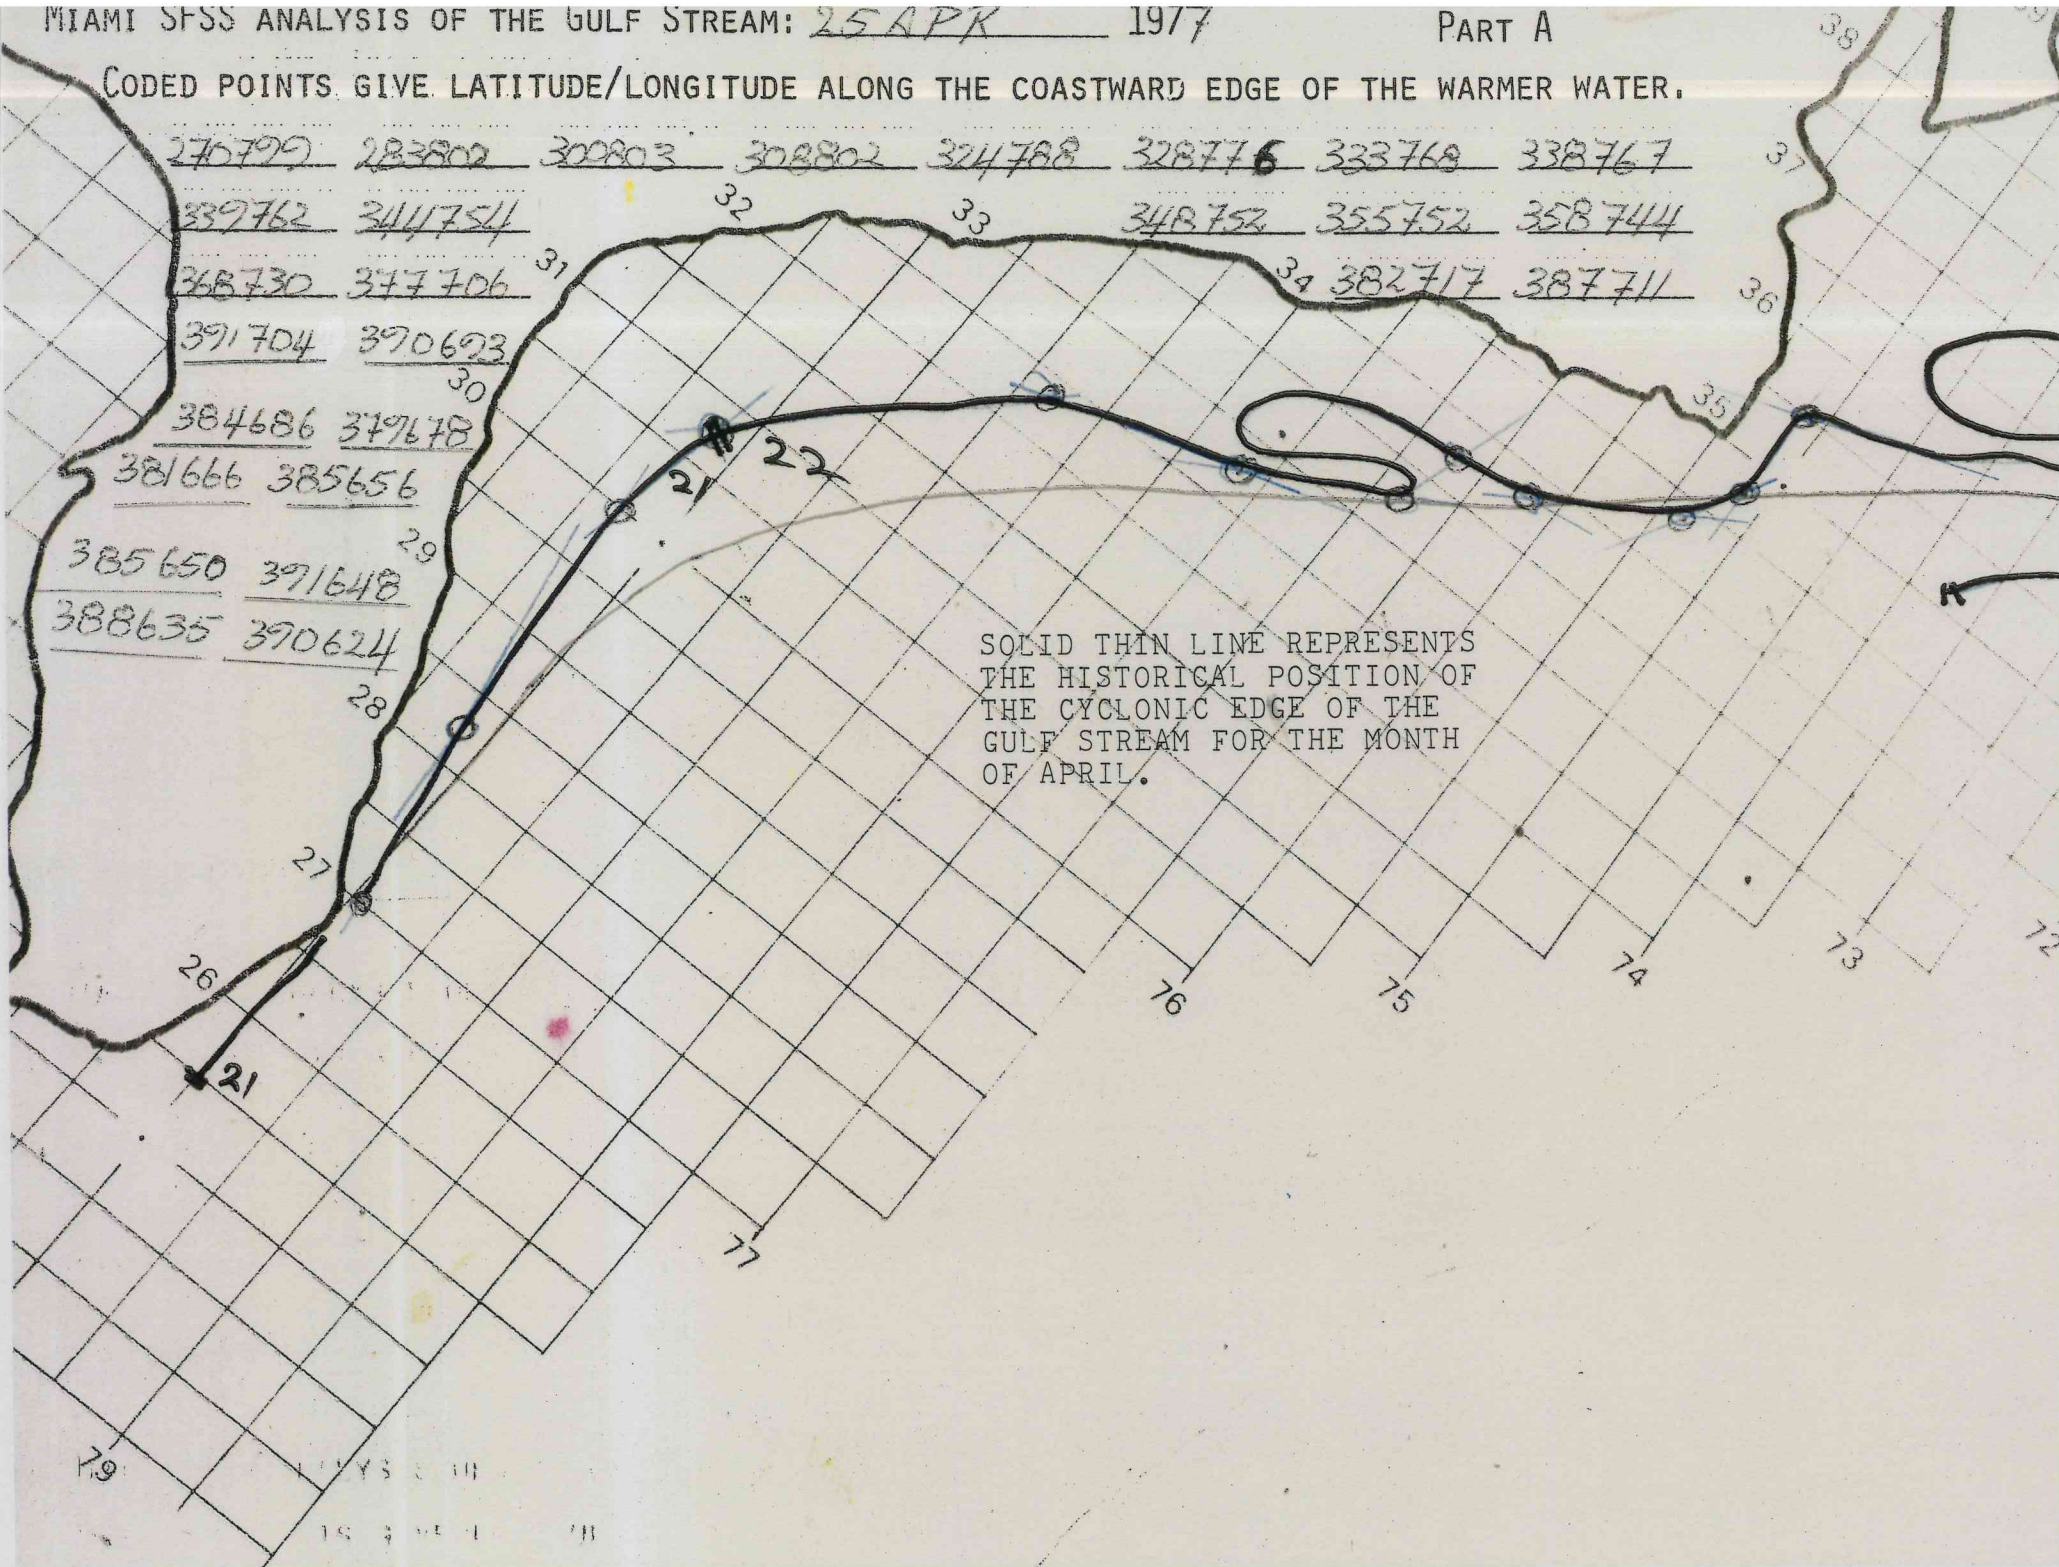 MIAMI SFSS ANALYSIS OF THE GULF STREAM: 25 APR 1977 PART A
CODED POINTS GIVE LATITUDE/LONGITUDE ALONG THE COASTWARD EDGE OF THE WARMER WATER.
270799 283802 300803 308802 324788 328776 333768 338767
339762 344754 348752 355752 358744
368730 377706 382717 387711
391704 390693
384686 379678
381666 385656
385650 391648
388635 390624
38
39
37
36
35
34
33
32
31
30
29
28
27
26
21 22
21
SOLID THIN LINE REPRESENTS
THE HISTORICAL POSITION OF
THE CYCLONIC EDGE OF THE
GULF STREAM FOR THE MONTH
OF APRIL.
72
73
74
75
76
77
79